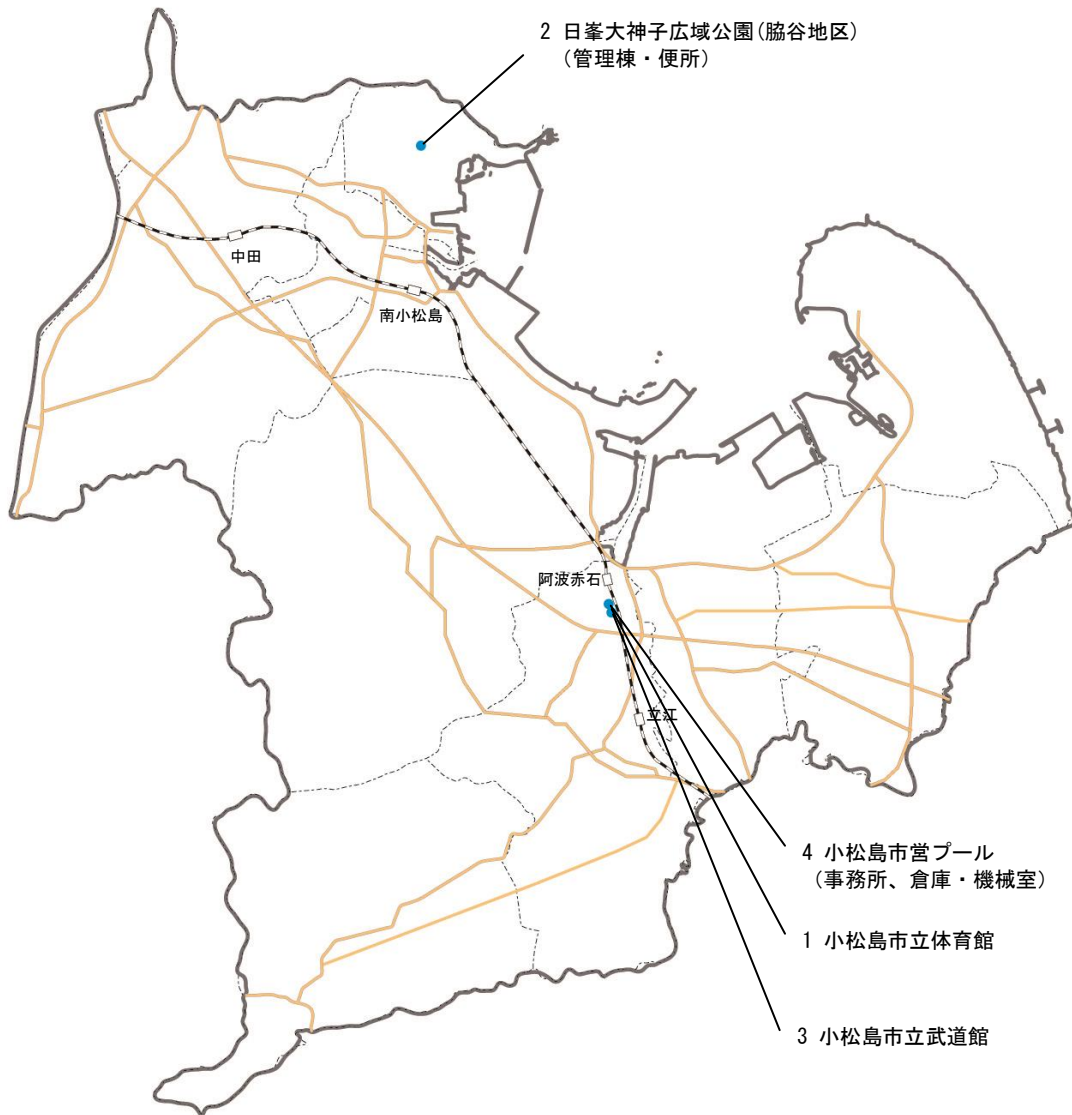 2 日峯大神子広域公園(脇谷地区)
(管理棟・便所)
中田
南小松島
阿波赤石
立江
4 小松島市営プール
(事務所、倉庫・機械室)
1 小松島市立体育館
3 小松島市立武道館